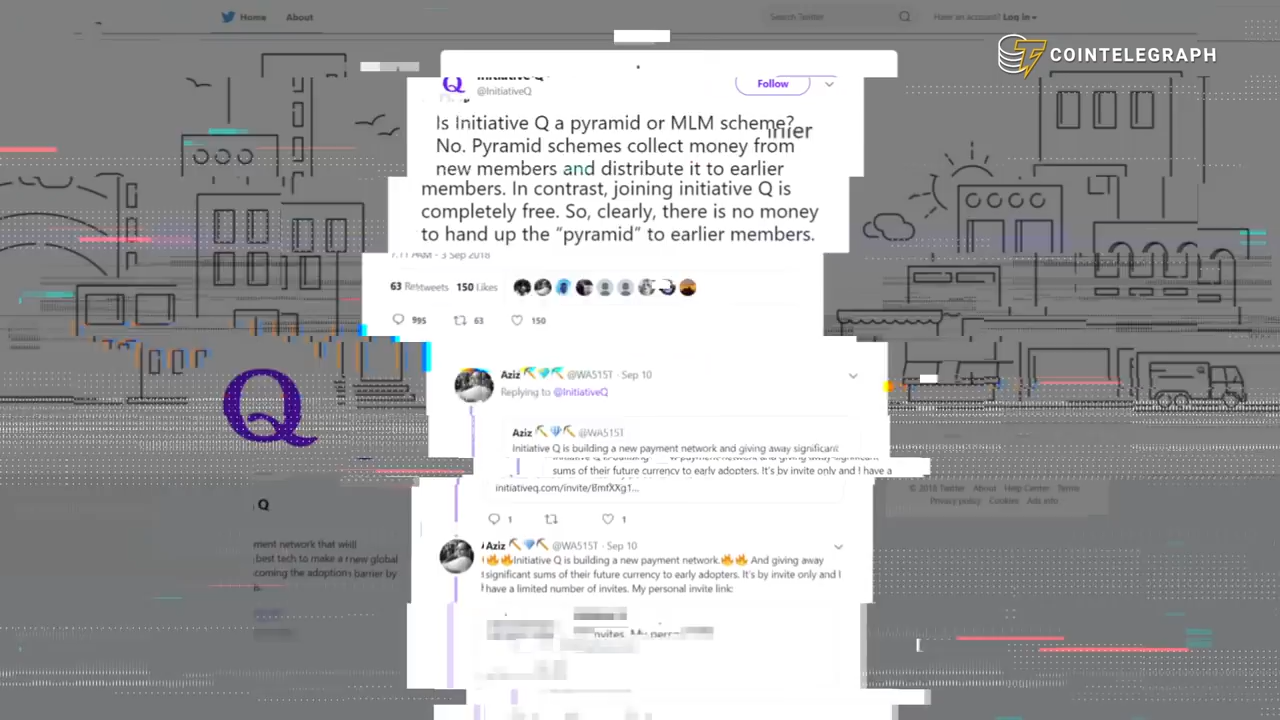 Home About
Search Twitter
Have an account? Log in
COINTELEGRAPH
Q
@InitiativeQ
Follow
Is Initiative Q a pyramid or MLM scheme?
No. Pyramid schemes collect money from
new members and distribute it to earlier
members. In contrast, joining initiative Q is
completely free. So, clearly, there is no money
to hand up the “pyramid” to earlier members.
3 Sep 2018
63 Retweets 150 Likes
995 63 150
Aziz @WA515T · Sep 10
Replying to @InitiativeQ
Aziz @WA515T
Initiative Q is building a new payment network and giving away significant
sums of their future currency to early adopters. It's by invite only and I have a
initiativeq.com/invite/BmfXXg1...
1 1
Aziz @WA515T · Sep 10
Initiative Q is building a new payment network. And giving away
significant sums of their future currency to early adopters. It's by invite only and I
have a limited number of invites. My personal invite link:
Q
Q
ment network that will
best tech to make a new global
coming the adoption barrier by
© 2018 Twitter About Help Center Terms
Privacy policy Cookies Ads info